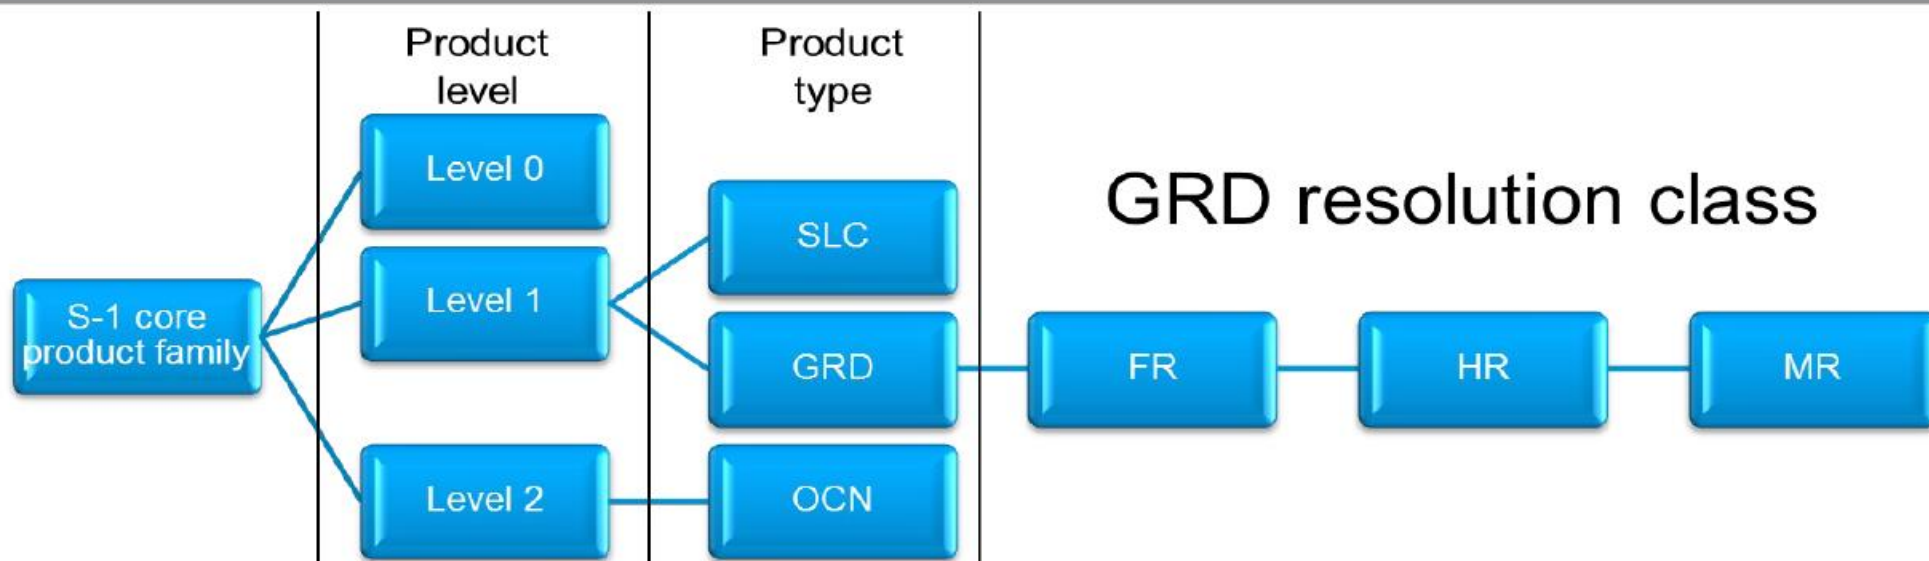 Product
level
Product
type
GRD resolution class
Level 0
Level 1
Level 2
S-1 core
product family
SLC
GRD
OCN
FR
HR
MR